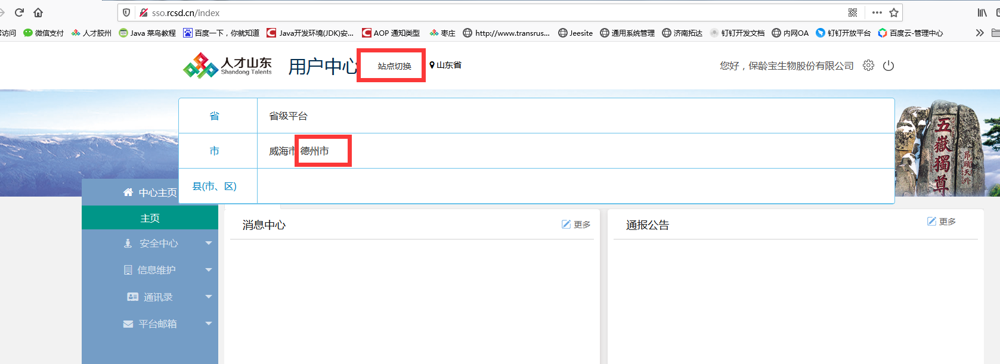 sso.rcsd.cn/index
访问 微信支付 人才胶州 Java 菜鸟教程 百度一下，你就知道 Java开发环境(JDK)安... AOP 通知类型 枣庄 http://www.transrus... Jeesite 通用系统管理 济南拓达 钉钉开发文档 内网OA 钉钉开放平台 百度云-管理中心
人才山东
Shandong Talents
用户中心 站点切换 山东省 您好，保龄宝生物股份有限公司
省 省级平台
市 威海市 德州市
县(市、区)
五嶽獨尊
昂頭天外
中心主页
主页
安全中心
信息维护
通讯录
平台邮箱
消息中心 更多
通报公告 更多